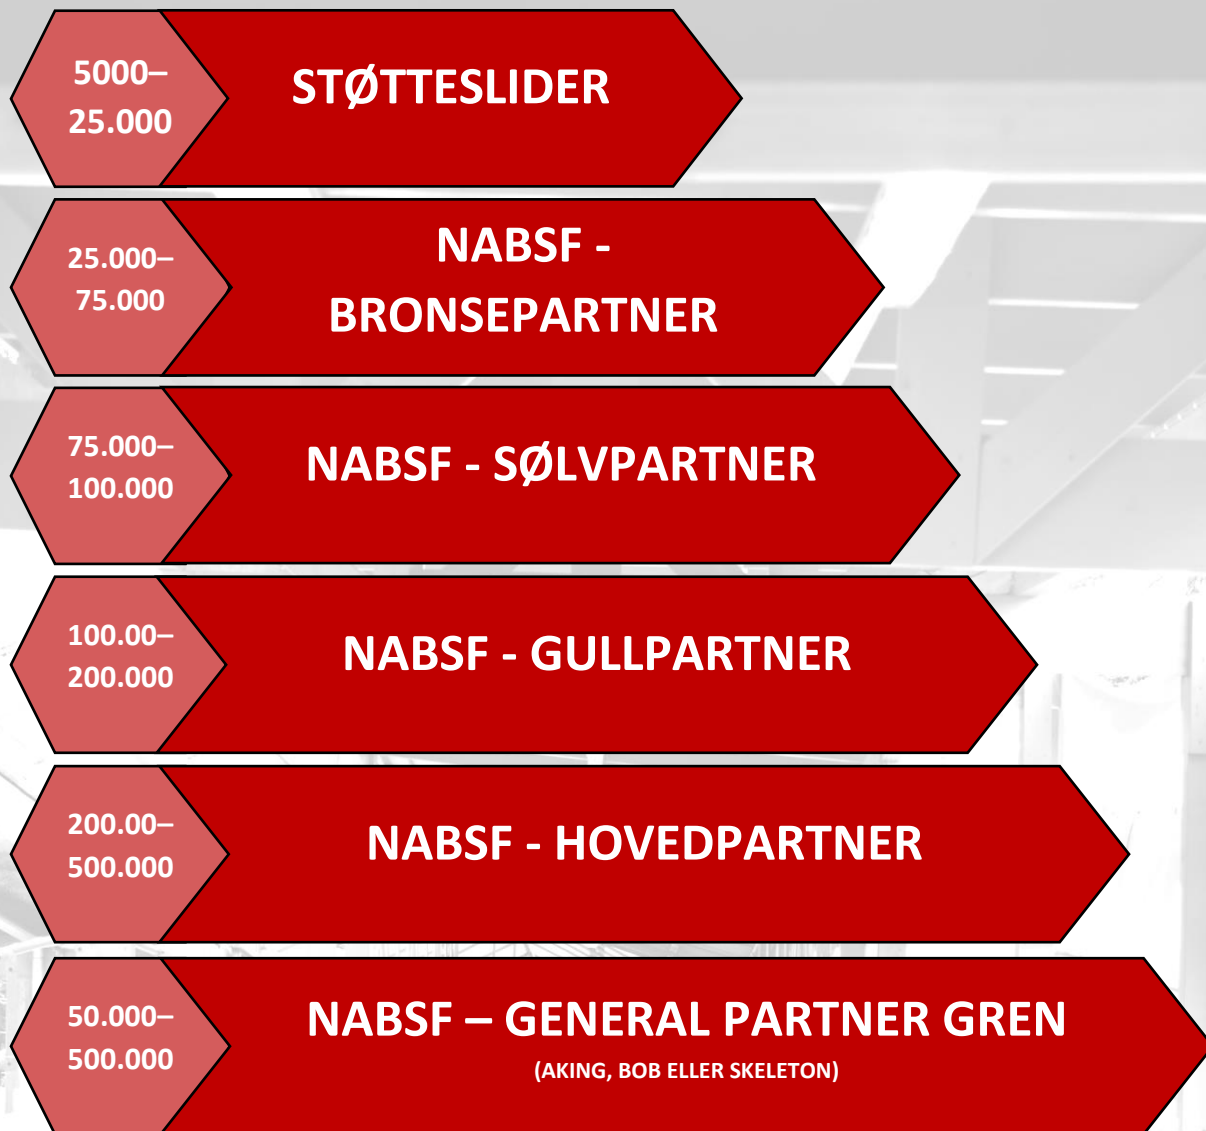 5000–
25.000
STØTTESLIDER
25.000–
75.000
NABSF -
BRONSEPARTNER
75.000–
100.000
NABSF - SØLVPARTNER
100.00–
200.000
NABSF - GULLPARTNER
200.00–
500.000
NABSF - HOVEDPARTNER
50.000–
500.000
NABSF – GENERAL PARTNER GREN
(AKING, BOB ELLER SKELETON)